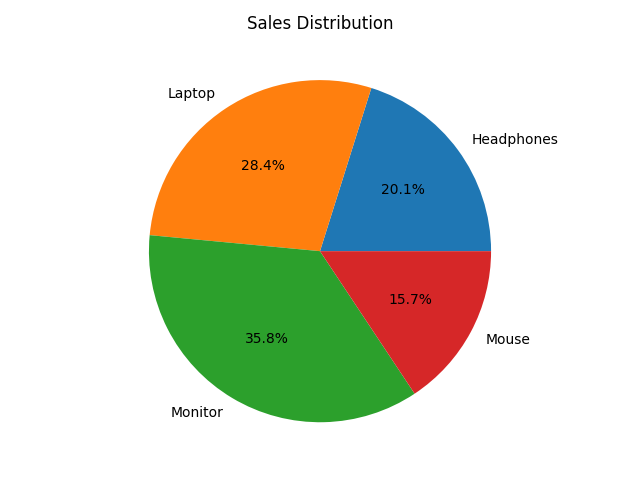 Sales Distribution
Laptop
Headphones
28.4%
20.1%
15.7%
35.8%
Mouse
Monitor